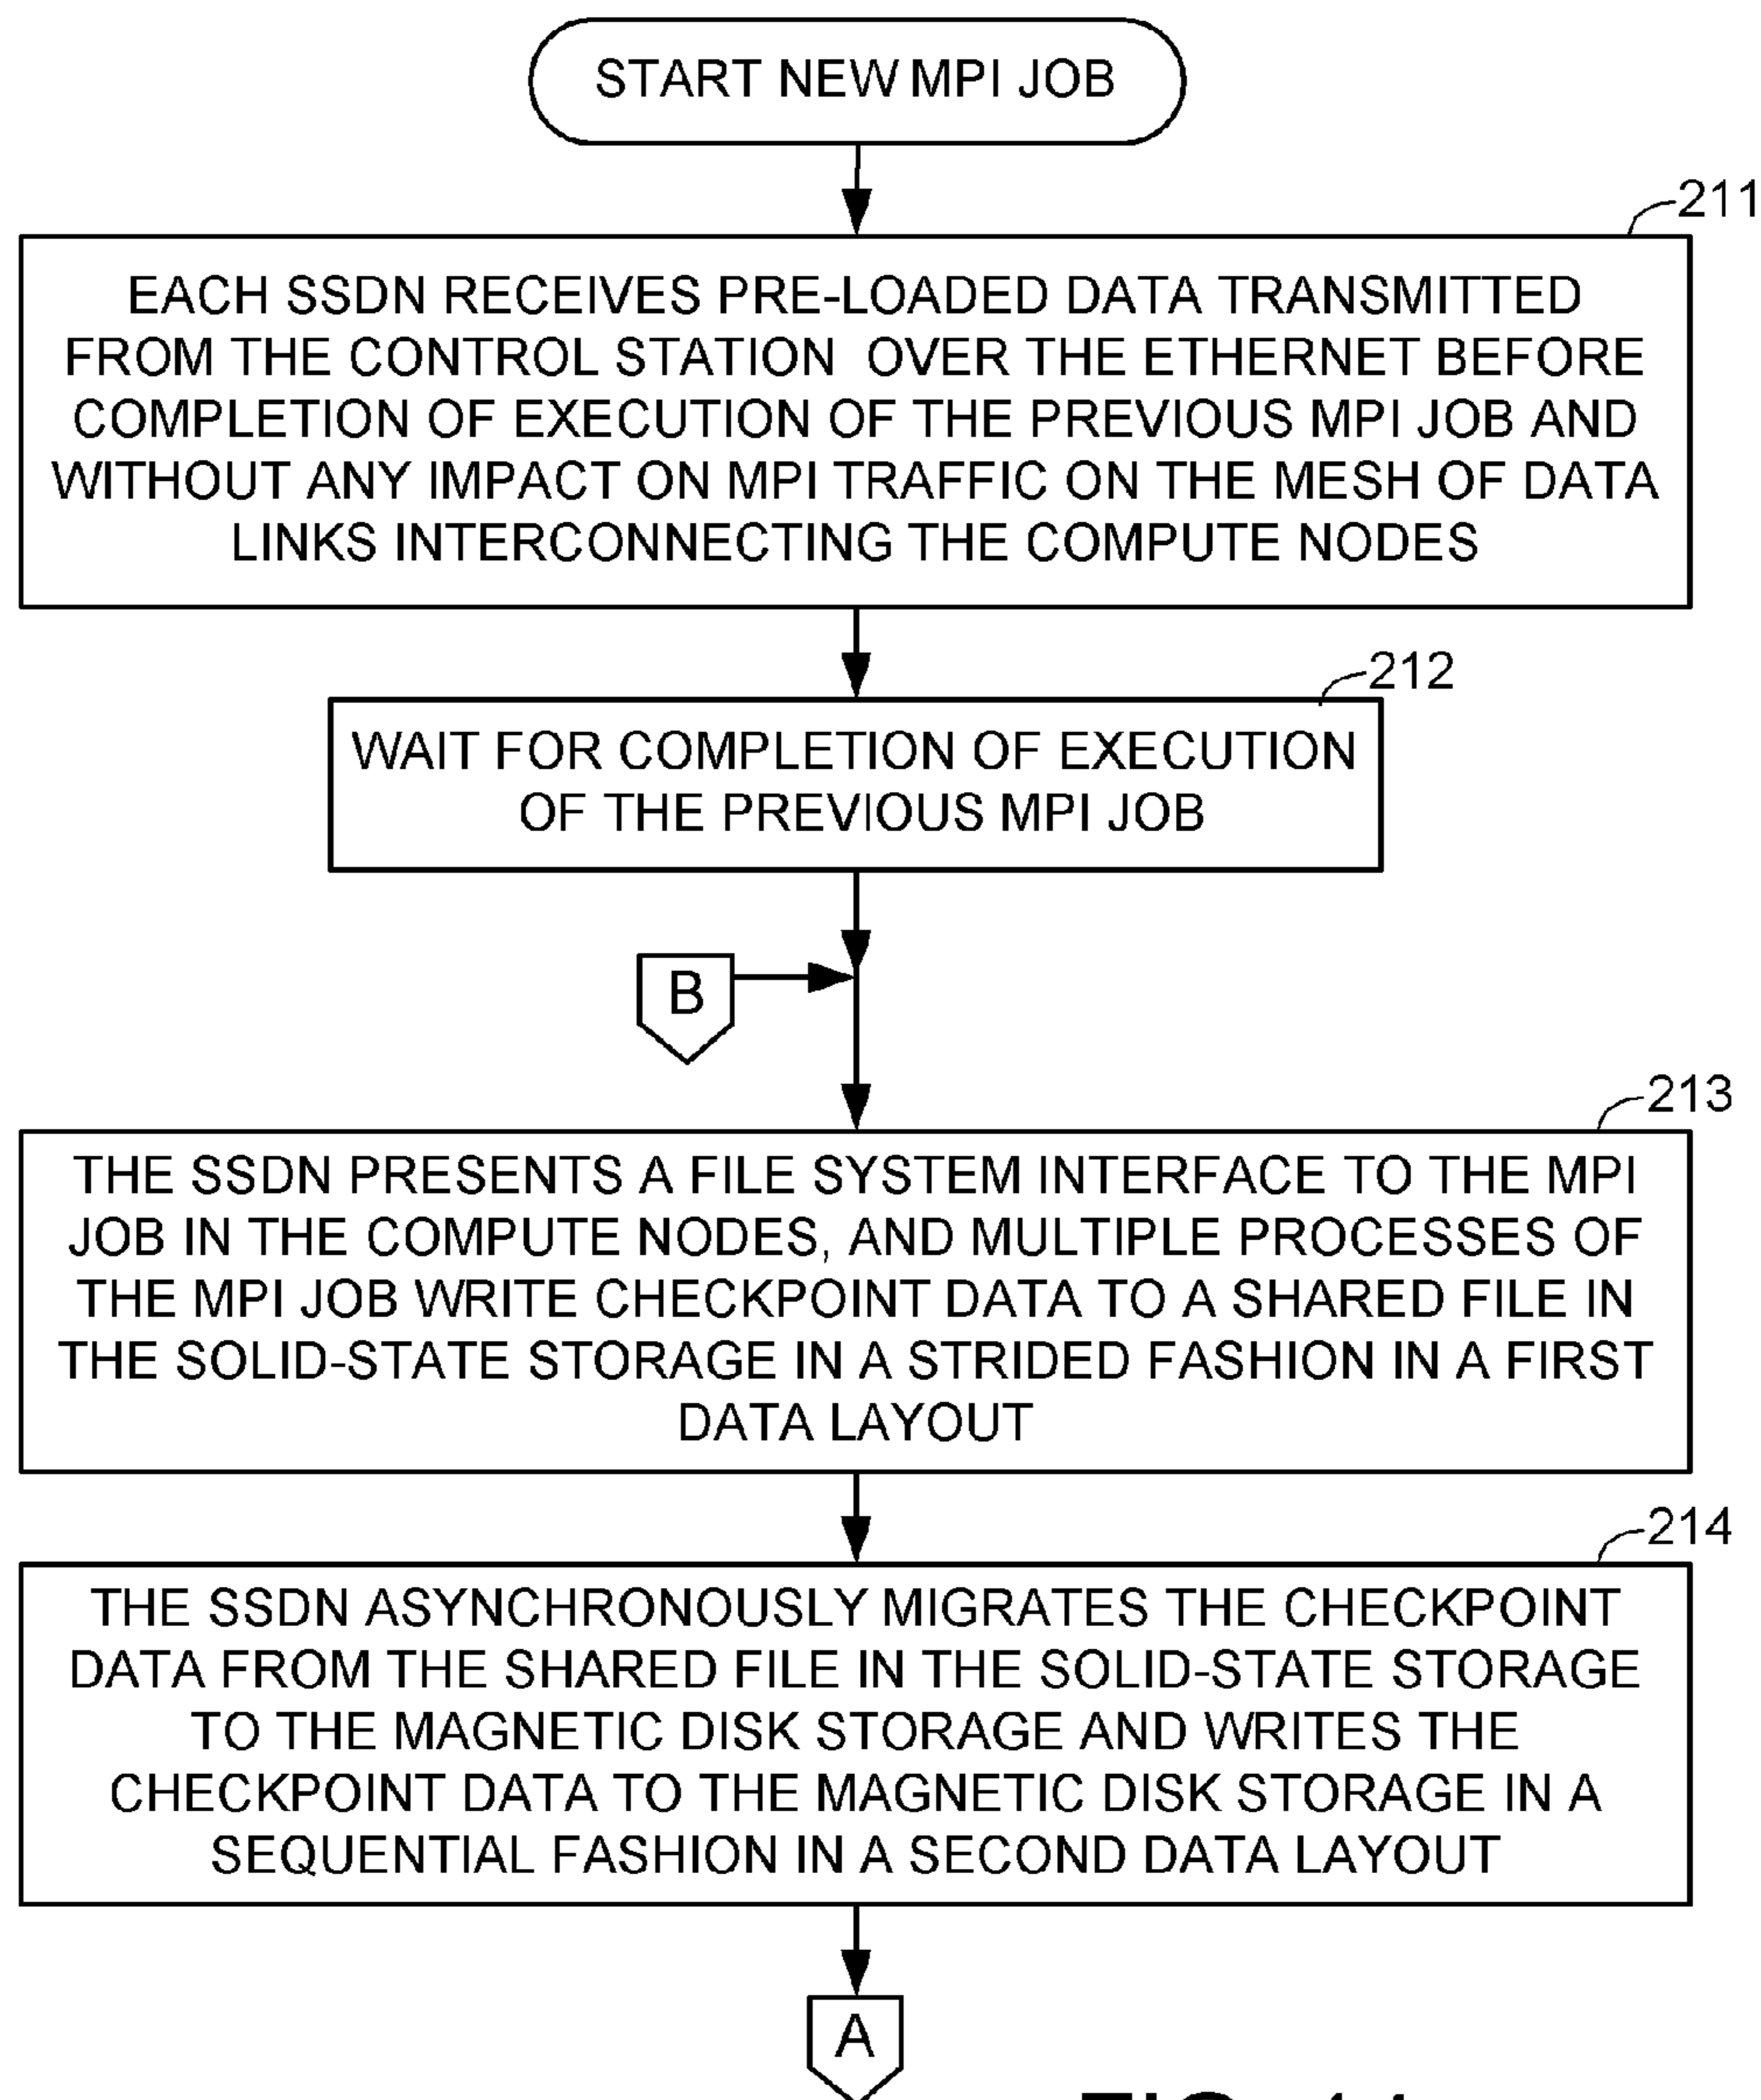 START NEW MPI JOB
211
EACH SSDN RECEIVES PRE-LOADED DATA TRANSMITTED
FROM THE CONTROL STATION OVER THE ETHERNET BEFORE
COMPLETION OF EXECUTION OF THE PREVIOUS MPI JOB AND
WITHOUT ANY IMPACT ON MPI TRAFFIC ON THE MESH OF DATA
LINKS INTERCONNECTING THE COMPUTE NODES
212
WAIT FOR COMPLETION OF EXECUTION
OF THE PREVIOUS MPI JOB
B
213
THE SSDN PRESENTS A FILE SYSTEM INTERFACE TO THE MPI
JOB IN THE COMPUTE NODES, AND MULTIPLE PROCESSES OF
THE MPI JOB WRITE CHECKPOINT DATA TO A SHARED FILE IN
THE SOLID-STATE STORAGE IN A STRIDED FASHION IN A FIRST
DATA LAYOUT
214
THE SSDN ASYNCHRONOUSLY MIGRATES THE CHECKPOINT
DATA FROM THE SHARED FILE IN THE SOLID-STATE STORAGE
TO THE MAGNETIC DISK STORAGE AND WRITES THE
CHECKPOINT DATA TO THE MAGNETIC DISK STORAGE IN A
SEQUENTIAL FASHION IN A SECOND DATA LAYOUT
A